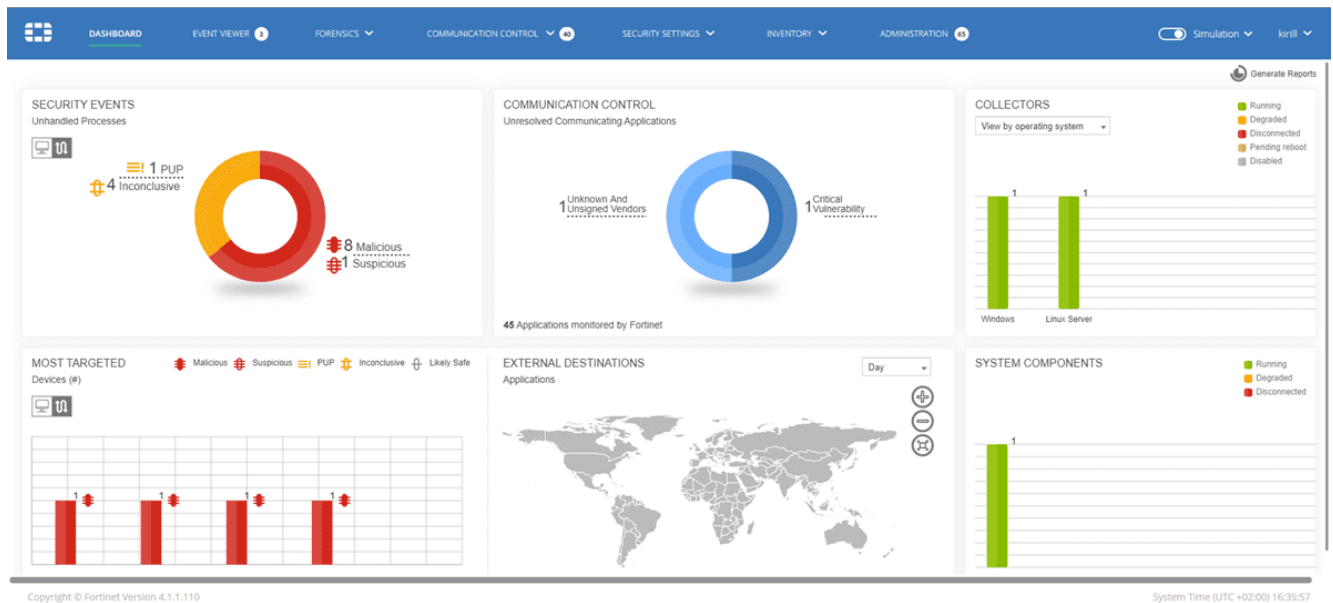 DASHBOARD EVENT VIEWER 3 FORENSICS COMMUNICATION CONTROL 40 SECURITY SETTINGS INVENTORY ADMINISTRATION 65 Simulation kirill
Generate Reports
SECURITY EVENTS
Unhandled Processes
1 PUP
4 Inconclusive
8 Malicious
1 Suspicious
COMMUNICATION CONTROL
Unresolved Communicating Applications
1 Unknown And
Unsigned Vendors
1 Critical
Vulnerability
45 Applications monitored by Fortinet
COLLECTORS
View by operating system
Running
Degraded
Disconnected
Pending reboot
Disabled
1 1
Windows Linux Server
MOST TARGETED
Devices (#)
Malicious Suspicious PUP Inconclusive Likely Safe
1 1 1 1
EXTERNAL DESTINATIONS
Applications
Day
SYSTEM COMPONENTS
Running
Degraded
Disconnected
1
Copyright © Fortinet Version 4.1.1.110
System Time (UTC +02:00) 16:35:57